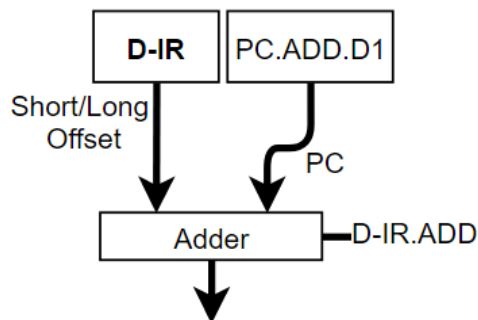 D-IR
PC.ADD.D1
Short/Long
Offset
PC
Adder
D-IR.ADD